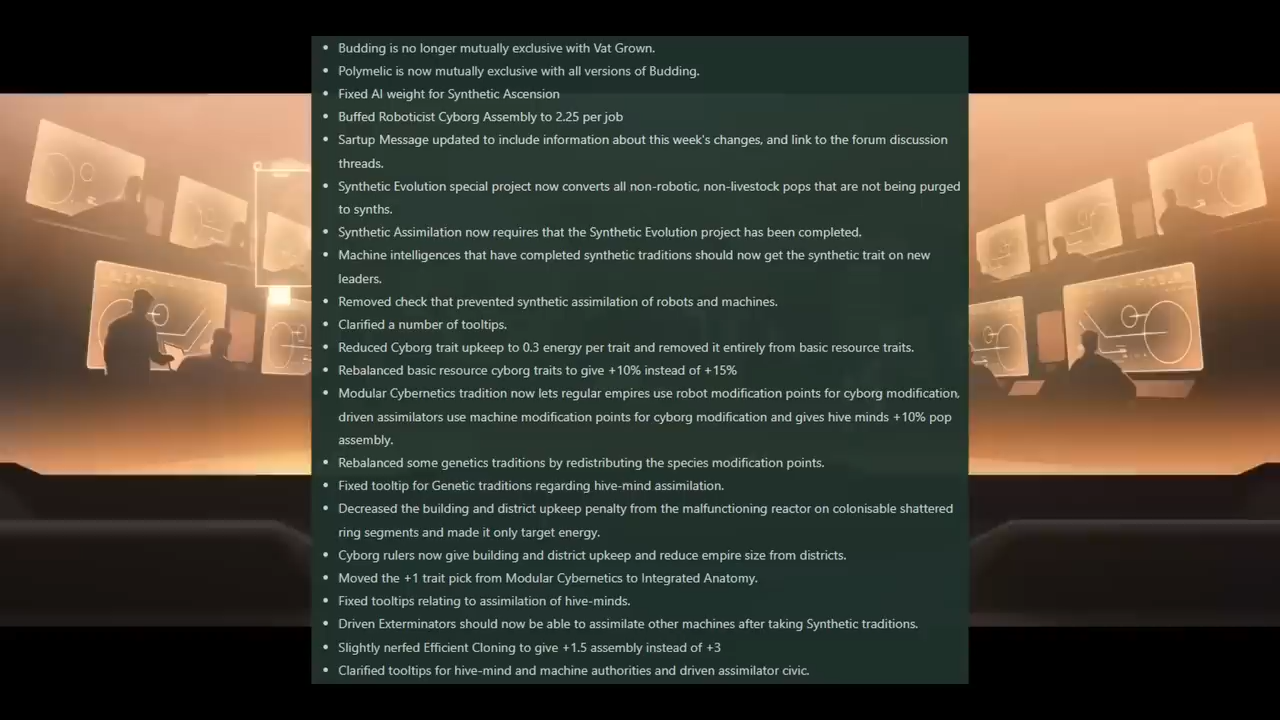 • Budding is no longer mutually exclusive with Vat Grown.
• Polymelic is now mutually exclusive with all versions of Budding.
• Fixed AI weight for Synthetic Ascension
• Buffed Roboticist Cyborg Assembly to 2.25 per job
• Sartup Message updated to include information about this week's changes, and link to the forum discussion
threads.
• Synthetic Evolution special project now converts all non-robotic, non-livestock pops that are not being purged
to synths.
• Synthetic Assimilation now requires that the Synthetic Evolution project has been completed.
• Machine intelligences that have completed synthetic traditions should now get the synthetic trait on new
leaders.
• Removed check that prevented synthetic assimilation of robots and machines.
• Clarified a number of tooltips.
• Reduced Cyborg trait upkeep to 0.3 energy per trait and removed it entirely from basic resource traits.
• Rebalanced basic resource cyborg traits to give +10% instead of +15%
• Modular Cybernetics tradition now lets regular empires use robot modification points for cyborg modification,
driven assimilators use machine modification points for cyborg modification and gives hive minds +10% pop
assembly.
• Rebalanced some genetics traditions by redistributing the species modification points.
• Fixed tooltip for Genetic traditions regarding hive-mind assimilation.
• Decreased the building and district upkeep penalty from the malfunctioning reactor on colonisable shattered
ring segments and made it only target energy.
• Cyborg rulers now give building and district upkeep and reduce empire size from districts.
• Moved the +1 trait pick from Modular Cybernetics to Integrated Anatomy.
• Fixed tooltips relating to assimilation of hive-minds.
• Driven Exterminators should now be able to assimilate other machines after taking Synthetic traditions.
• Slightly nerfed Efficient Cloning to give +1.5 assembly instead of +3
• Clarified tooltips for hive-mind and machine authorities and driven assimilator civic.